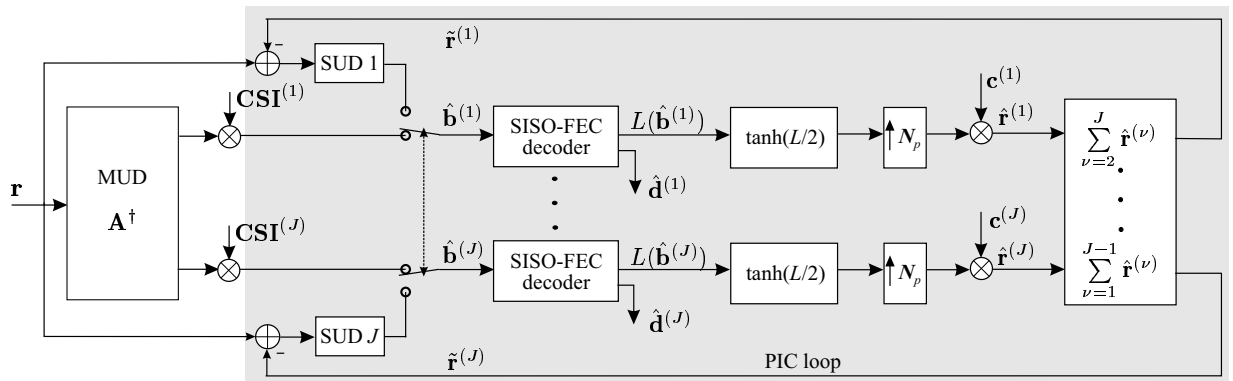 r
MUD
A†
CSI^(1)
CSI^(J)
−
r̃^(1)
SUD 1
b̂^(1)
SISO-FEC
decoder
L(b̂^(1))
d̂^(1)
tanh(L/2)
↑ N_p
c^(1)
r̂^(1)
∑_{ν=2}^{J} r̂^(ν)
b̂^(J)
SISO-FEC
decoder
L(b̂^(J))
d̂^(J)
tanh(L/2)
↑ N_p
c^(J)
r̂^(J)
∑_{ν=1}^{J−1} r̂^(ν)
SUD J
−
r̃^(J)
PIC loop